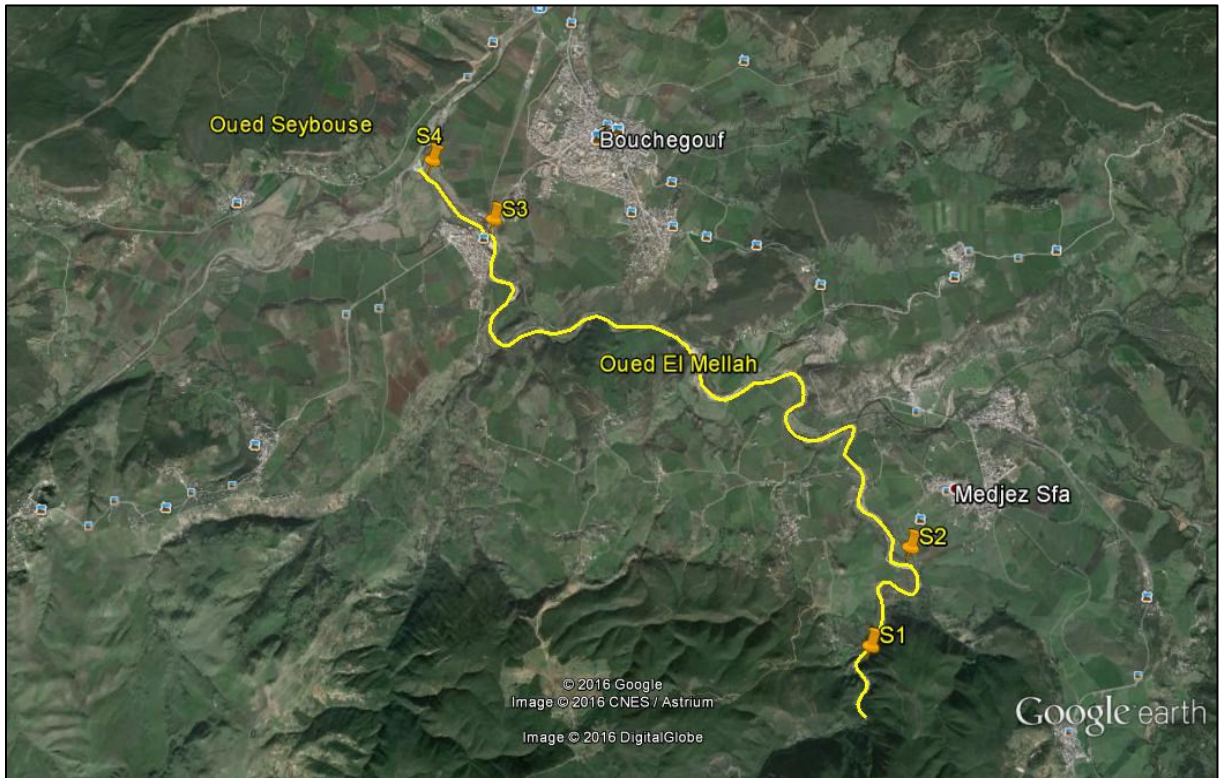 Oued Seybouse
S4
Bouchegouf
S3
Oued El Mellah
Medjez Sfa
S2
S1
© 2016 Google
Image © 2016 CNES / Astrium
Image © 2016 DigitalGlobe
Google earth